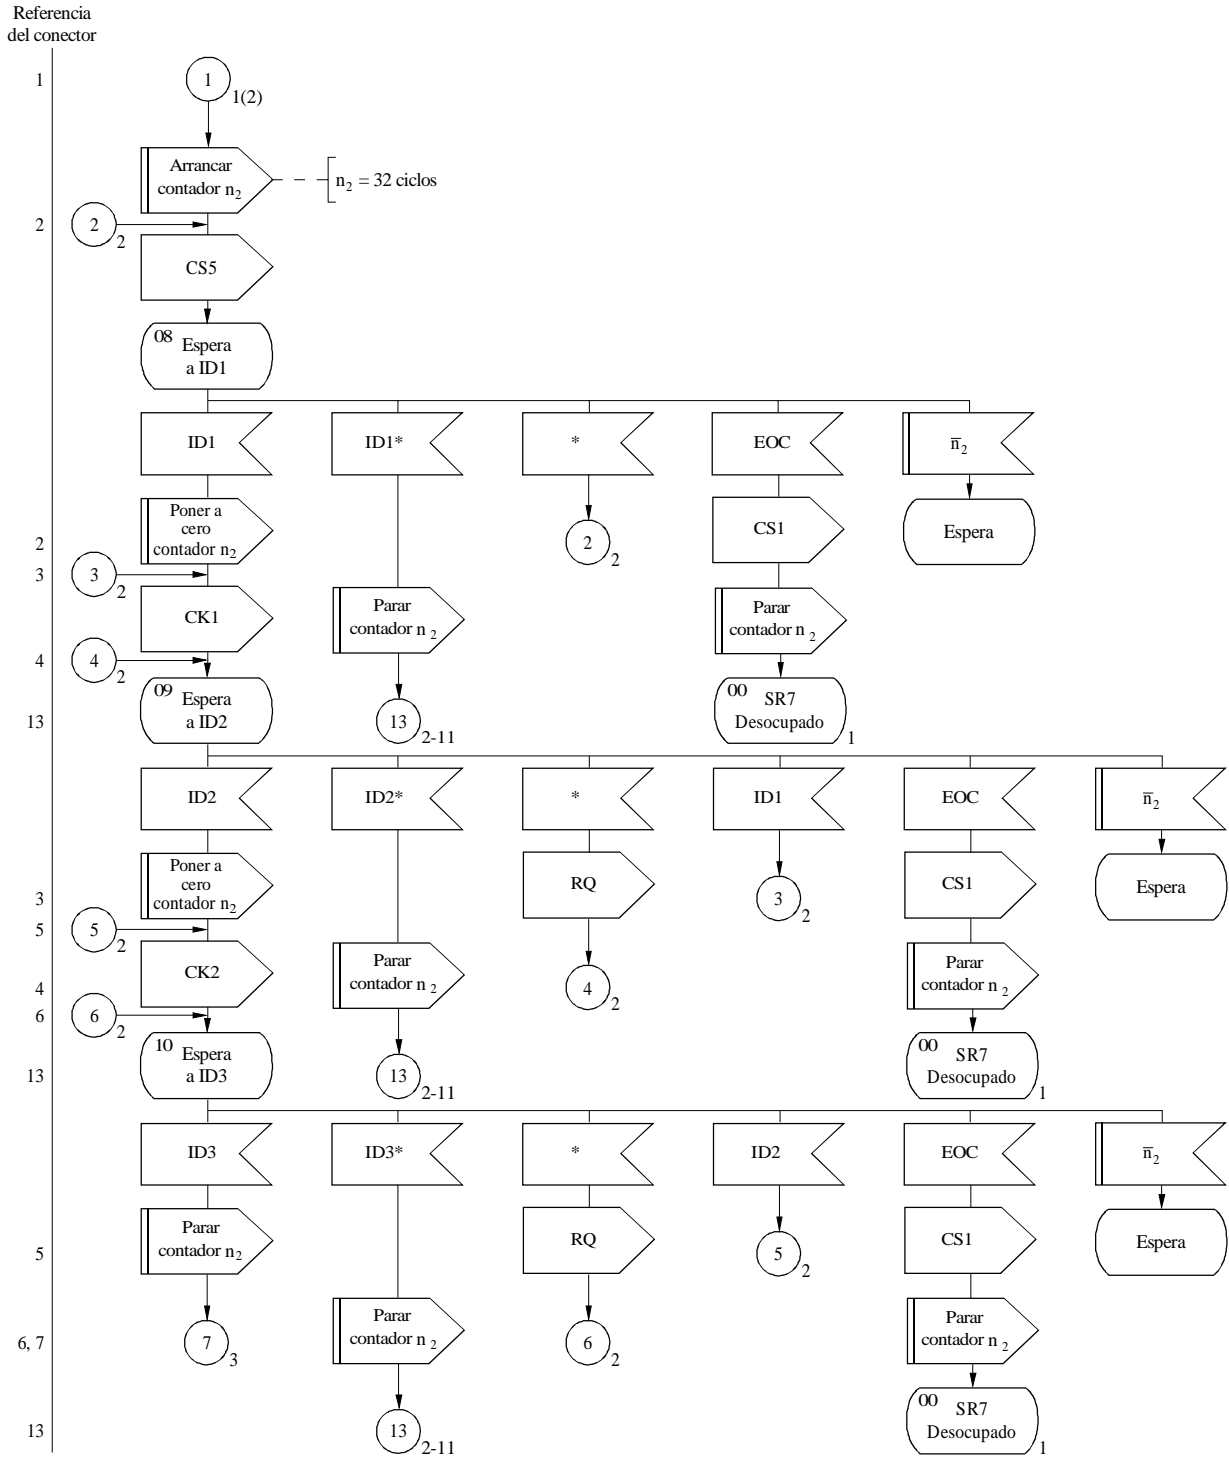 Referencia
del conector
1
1
1(2)
Arrancar
contador n2
n2 = 32 ciclos
2
2
2
CS5
08
Espera
a ID1
ID1
ID1*
*
EOC
n̅2
Poner a
cero
contador n2
2
2
CS1
Espera
2
3
3
2
CK1
Parar
contador n2
Parar
contador n2
4
4
2
09
Espera
a ID2
13
13
2-11
00
SR7
Desocupado
1
ID2
ID2*
*
ID1
EOC
n̅2
Poner a
cero
contador n2
RQ
3
2
CS1
Espera
3
5
5
2
CK2
Parar
contador n2
4
2
Parar
contador n2
4
6
6
2
10
Espera
a ID3
13
13
2-11
00
SR7
Desocupado
1
ID3
ID3*
*
ID2
EOC
n̅2
Parar
contador n2
RQ
5
2
CS1
Espera
5
6, 7
7
3
Parar
contador n2
6
2
Parar
contador n2
13
13
2-11
00
SR7
Desocupado
1